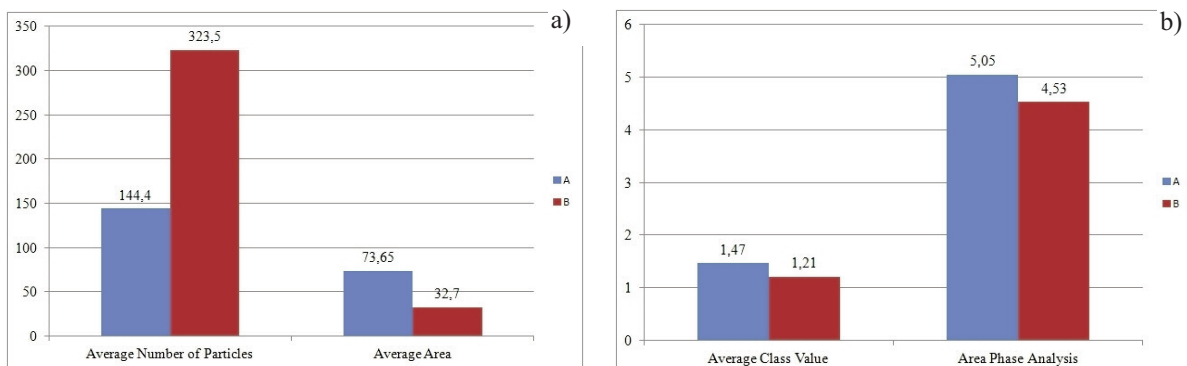 a)
350
323,5
300
250
200
150
144,4
100
73,65
50
32,7
0
Average Number of Particles
Average Area
A
B
b)
6
5,05
5
4,53
4
3
2
1,47
1,21
1
0
Average Class Value
Area Phase Analysis
A
B